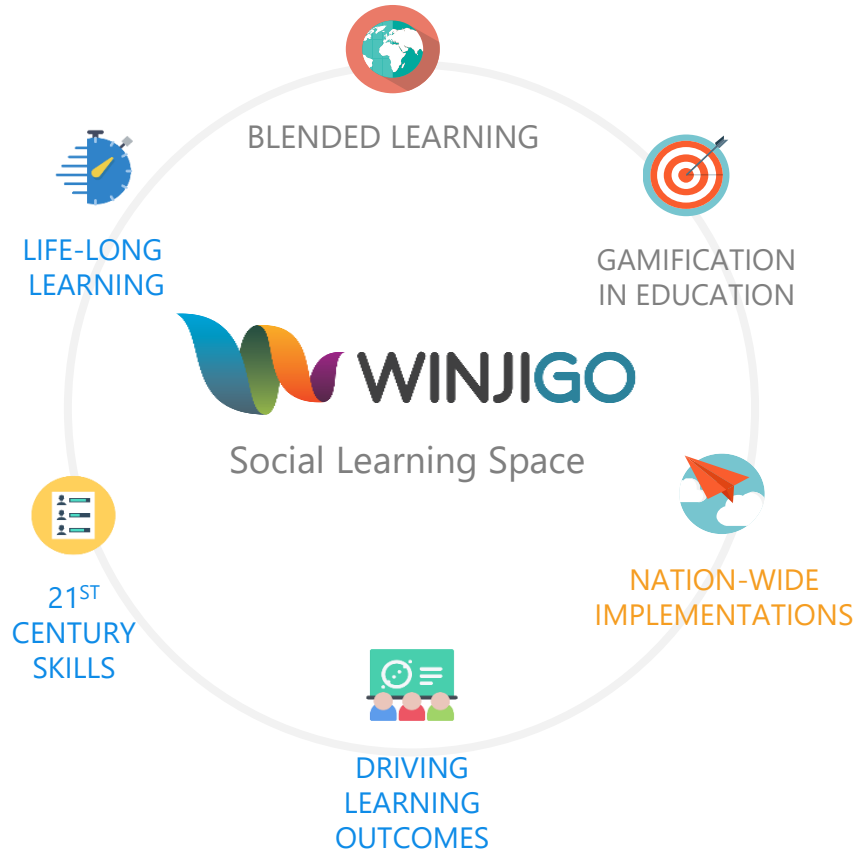 BLENDED LEARNING
GAMIFICATION
IN EDUCATION
LIFE-LONG
LEARNING
WINJIGO
Social Learning Space
NATION-WIDE
IMPLEMENTATIONS
21ST
CENTURY
SKILLS
DRIVING
LEARNING
OUTCOMES